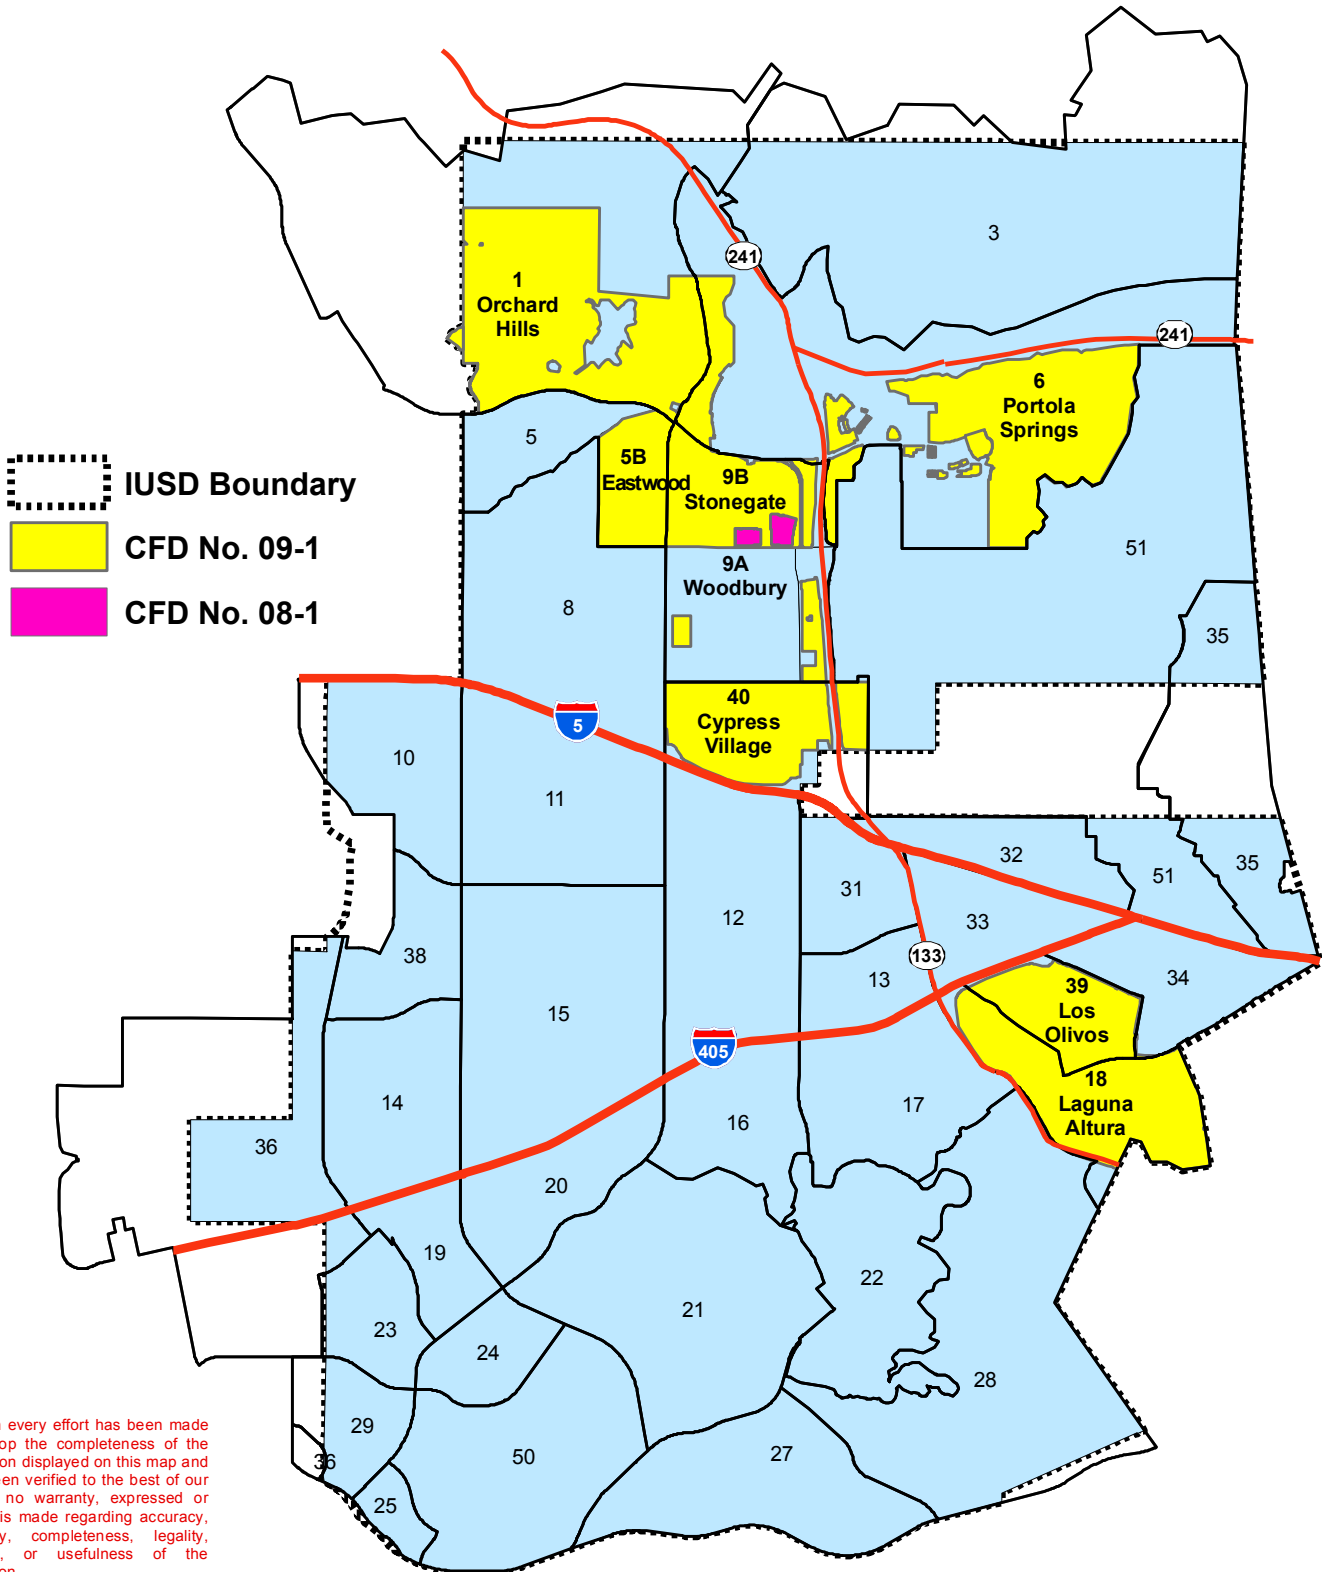 3
241
1
Orchard
Hills
241
6
Portola
Springs
5
5B
Eastwood
9B
Stonegate
IUSD Boundary
CFD No. 09-1
CFD No. 08-1
51
9A
Woodbury
8
35
40
Cypress
Village
5
10
11
32
51
35
31
12
33
38
133
13
34
39
Los
Olivos
15
405
18
Laguna
Altura
14
17
16
36
20
19
22
21
23
24
28
29
50
27
36
25
every effort has been made
the completeness of the
displayed on this map and
verified to the best of our
no warranty, expressed or
is made regarding accuracy,
completeness, legality,
or usefulness of the